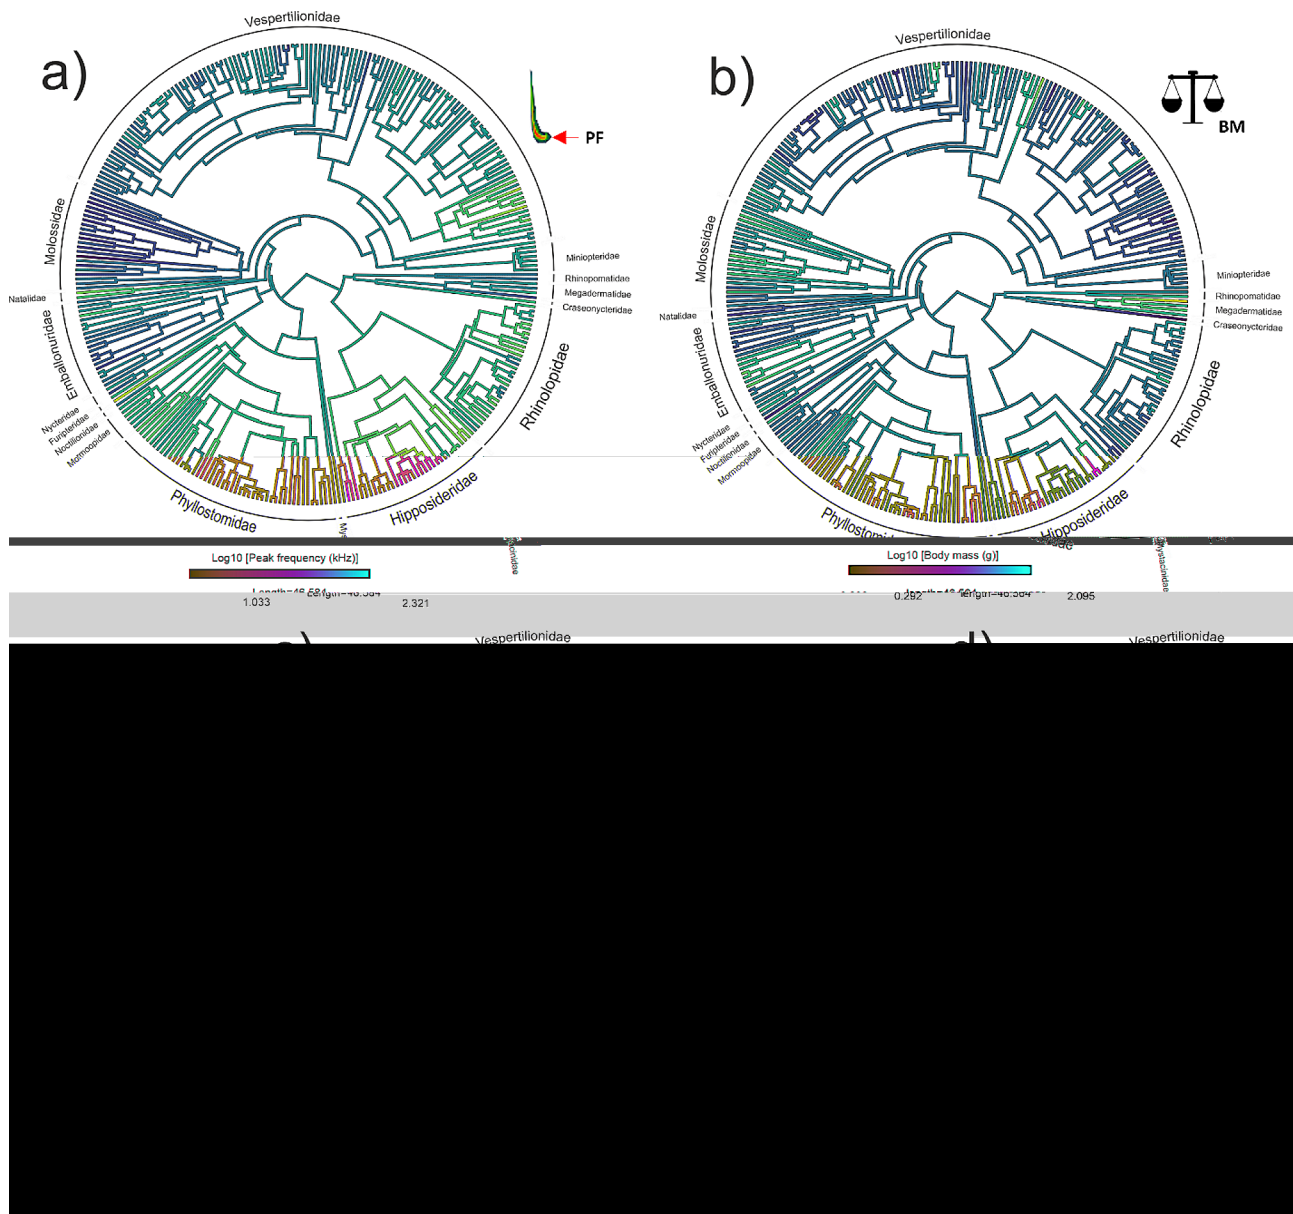 a)
Vespertilionidae
PF
Molossidae
Natalidae
Emballonuridae
Nycteridae
Furipteridae
Noctilionidae
Mormoopidae
Phyllostomidae
Hipposideridae
Rhinolopidae
Miniopteridae
Rhinopomatidae
Megadermatidae
Craseonycteridae
Log10 [Peak frequency (kHz)]
1.033
2.321
b)
Vespertilionidae
BM
Molossidae
Natalidae
Emballonuridae
Nycteridae
Furipteridae
Noctilionidae
Mormoopidae
Hipposideridae
Rhinolopidae
Miniopteridae
Rhinopomatidae
Megadermatidae
Craseonycteridae
Log10 [Body mass (g)]
0.292
2.095
Vespertilionidae
Vespertilionidae